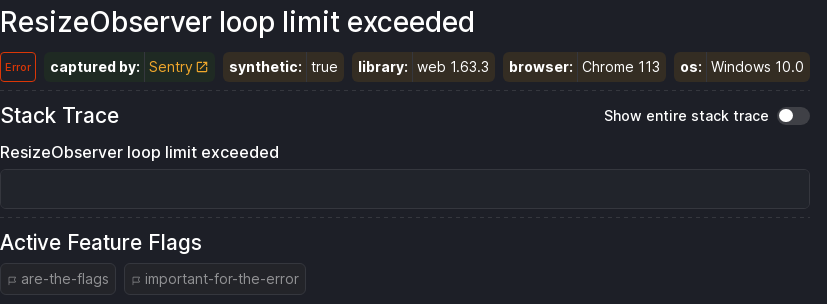 ResizeObserver loop limit exceeded
Error captured by: Sentry synthetic: true library: web 1.63.3 browser: Chrome 113 os: Windows 10.0
Stack Trace Show entire stack trace
ResizeObserver loop limit exceeded
Active Feature Flags
are-the-flags important-for-the-error